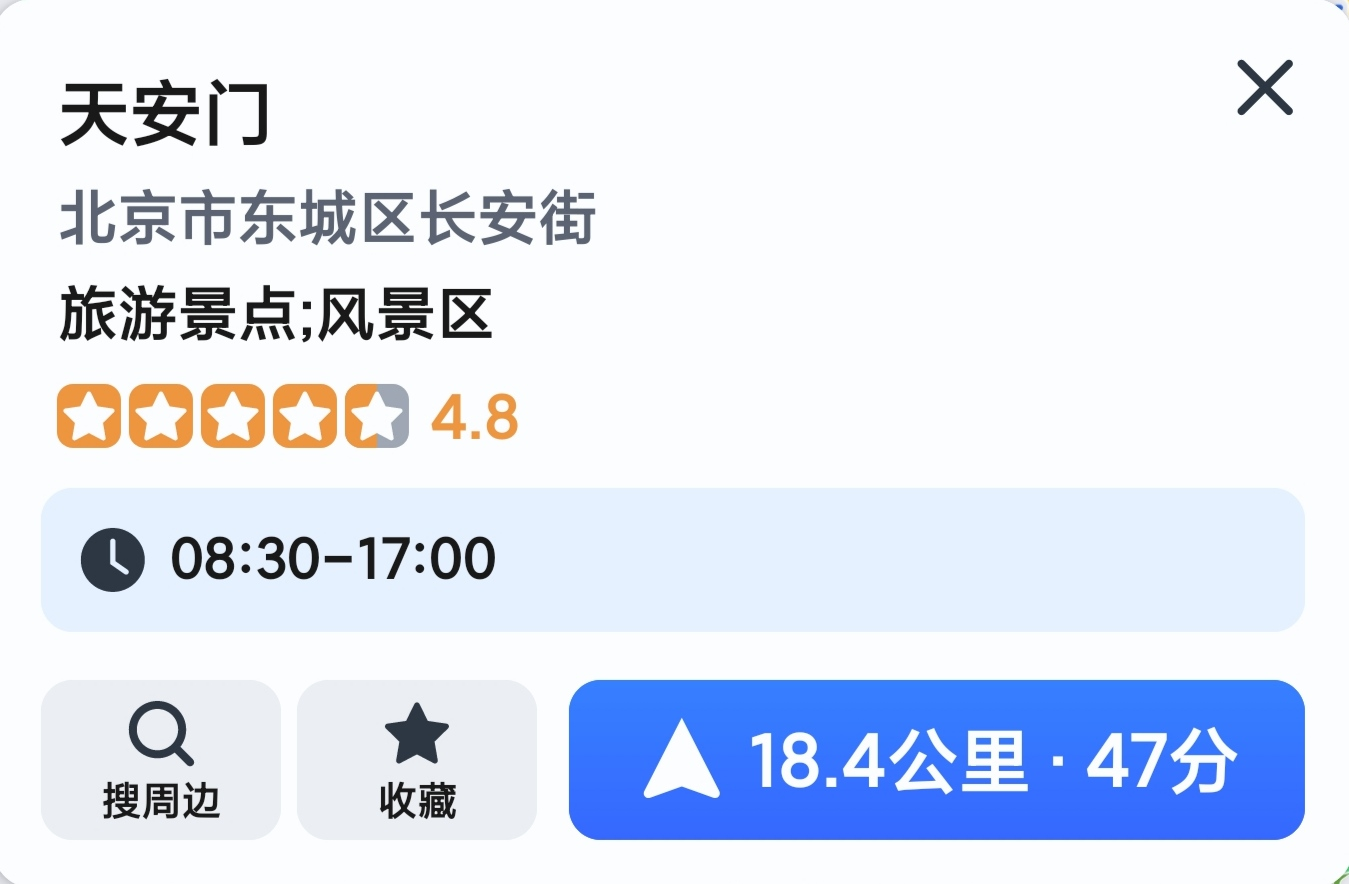 天安门
北京市东城区长安街
旅游景点;风景区
4.8
08:30-17:00
搜周边
收藏
18.4公里 · 47分